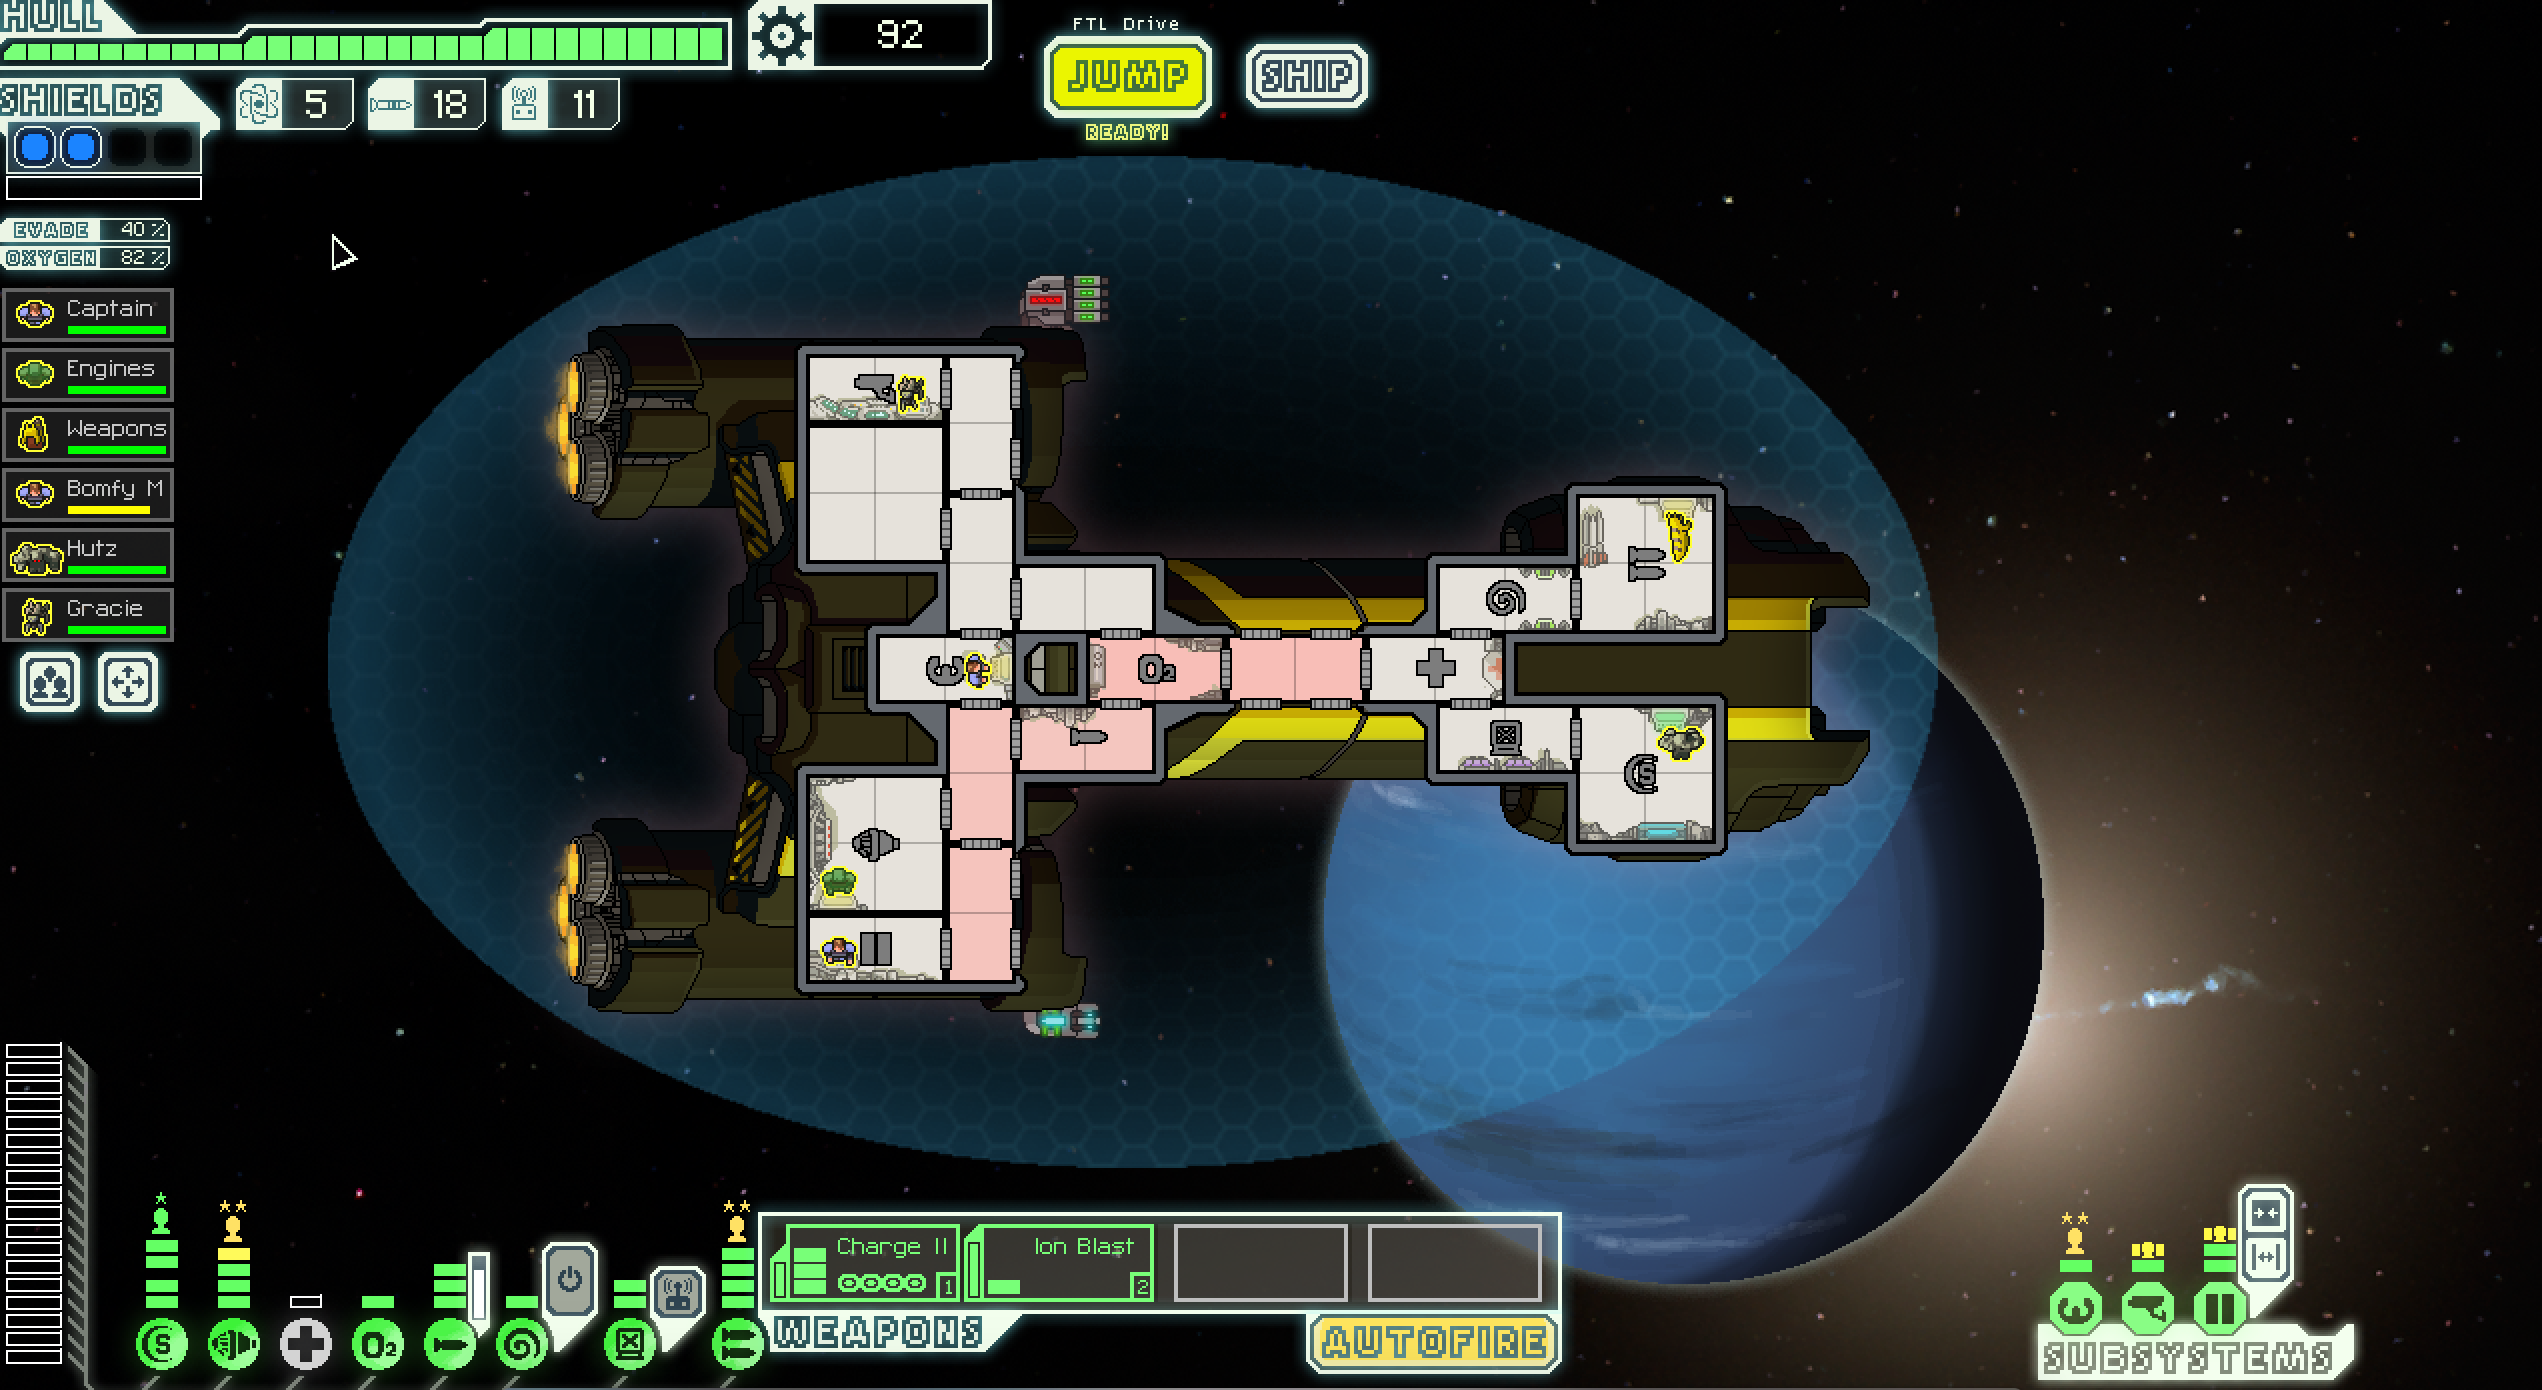 HULL
92
FTL Drive
JUMP
READY!
SHIP
SHIELDS
5
18
11
EVADE 40 %
OXYGEN 82 %
Captain
Engines
Weapons
Bomfy M
Hutz
Gracie
O2
S
Charge II
1
Ion Blast
2
WEAPONS
AUTOFIRE
S
O2
SUBSYSTEMS